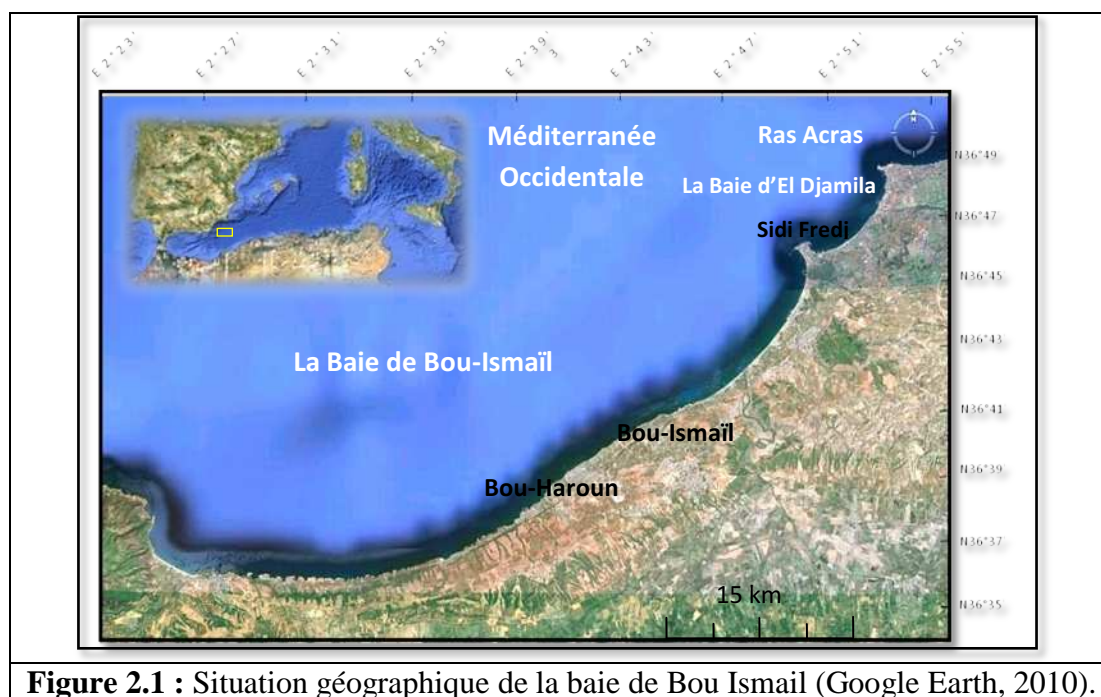 E 2°23' E 2°27' E 2°31' E 2°35' E 2°39' E 2°43' E 2°47' E 2°51' E 2°55'
3
Méditerranée
Occidentale
Ras Acras
N36°49'
La Baie d'El Djamila
N36°47'
Sidi Fredj
N36°45'
N36°43'
La Baie de Bou-Ismaïl
N36°41'
Bou-Ismaïl
N36°39'
Bou-Haroun
N36°37'
15 km
N36°35'
Figure 2.1 : Situation géographique de la baie de Bou Ismail (Google Earth, 2010).